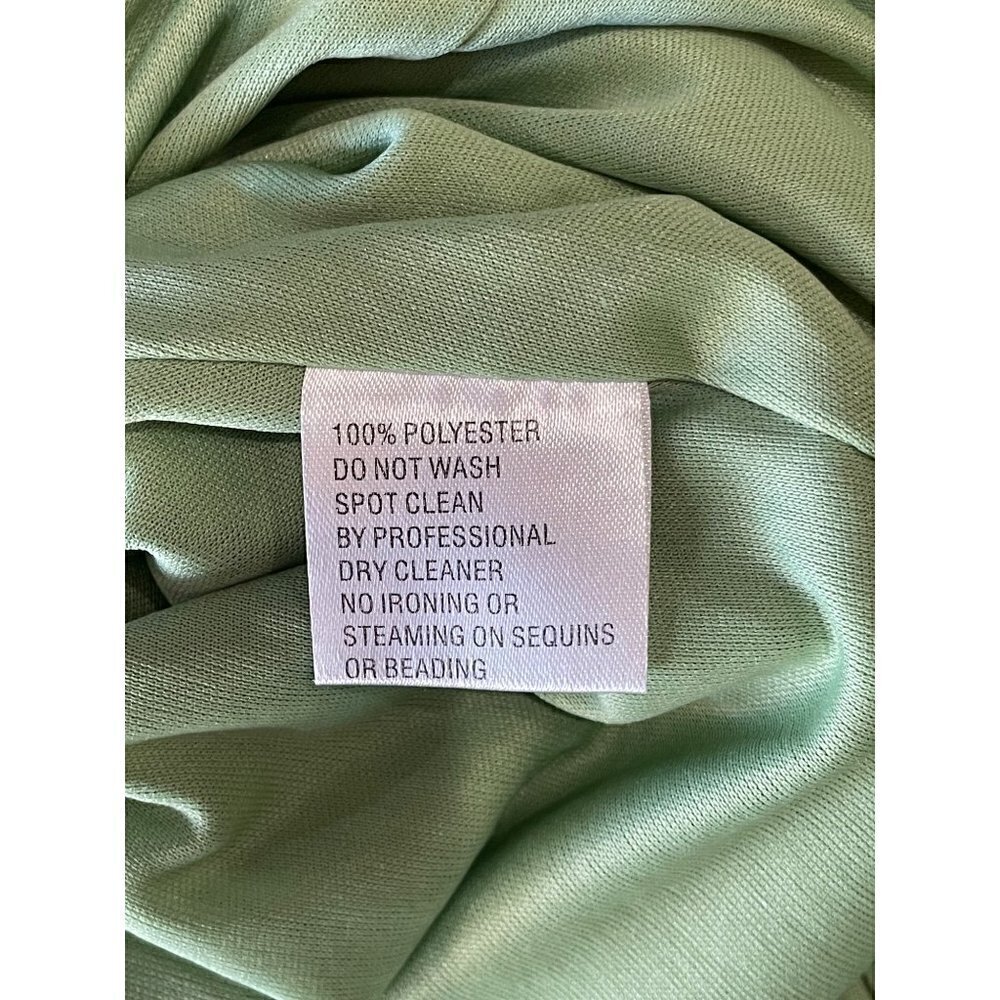 100% POLYESTER
DO NOT WASH
SPOT CLEAN
BY PROFESSIONAL
DRY CLEANER
NO IRONING OR
STEAMING ON SEQUINS
OR BEADING